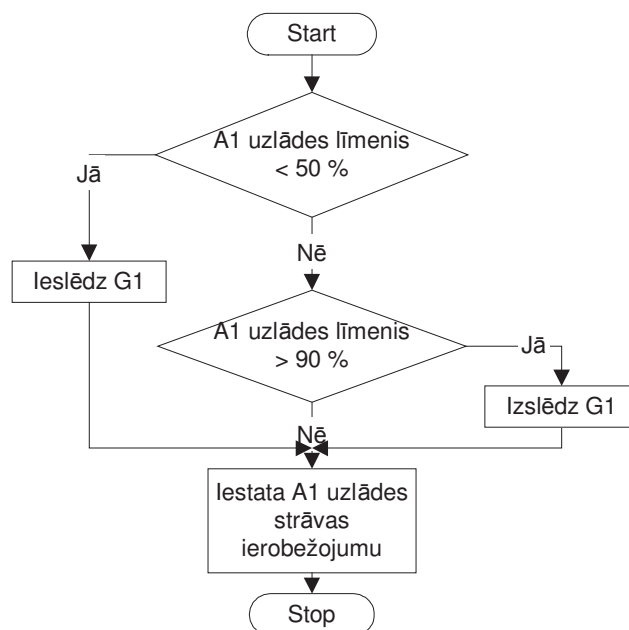 Start
A1 uzlādes līmenis
< 50 %
Jā
Nē
Ieslēdz G1
A1 uzlādes līmenis
> 90 %
Jā
Izslēdz G1
Nē
Iestata A1 uzlādes
strāvas
ierobežojumu
Stop